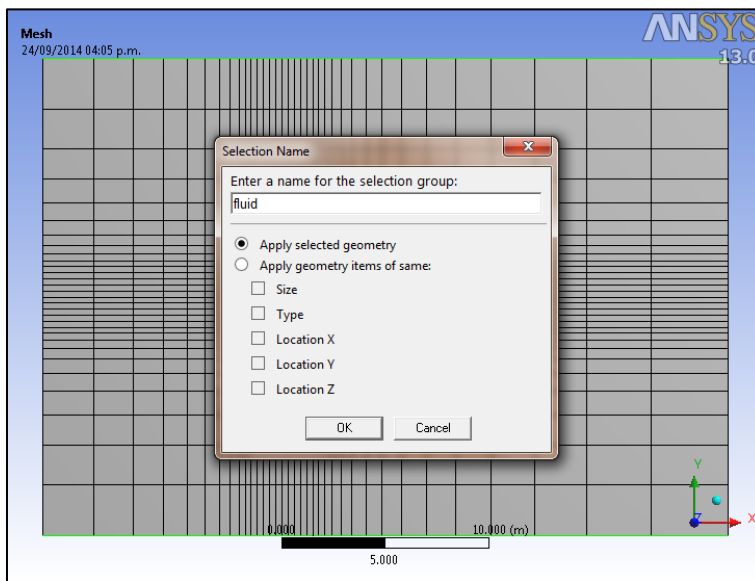 Mesh
24/09/2014 04:05 p.m.
ANSYS
13.0
Selection Name
Enter a name for the selection group:
fluid
Apply selected geometry
Apply geometry items of same:
Size
Type
Location X
Location Y
Location Z
OK Cancel
Y
Z X
0.000 10.000 (m)
5.000